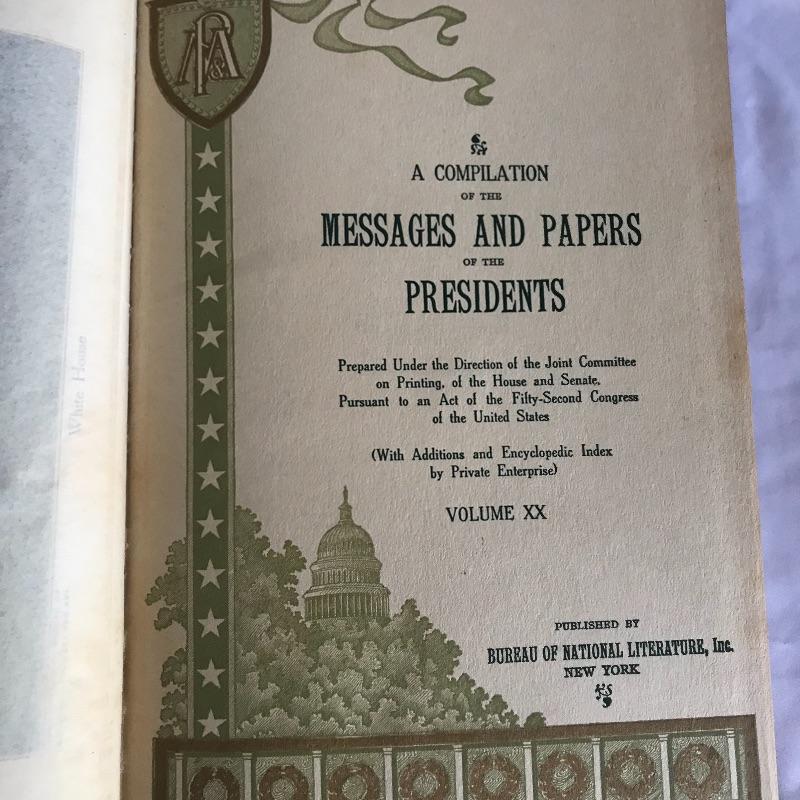 P&A
A COMPILATION
OF THE
MESSAGES AND PAPERS
OF THE
PRESIDENTS
Prepared Under the Direction of the Joint Committee
on Printing, of the House and Senate,
Pursuant to an Act of the Fifty-Second Congress
of the United States
(With Additions and Encyclopedic Index
by Private Enterprise)
VOLUME XX
PUBLISHED BY
BUREAU OF NATIONAL LITERATURE, Inc.
NEW YORK
White House